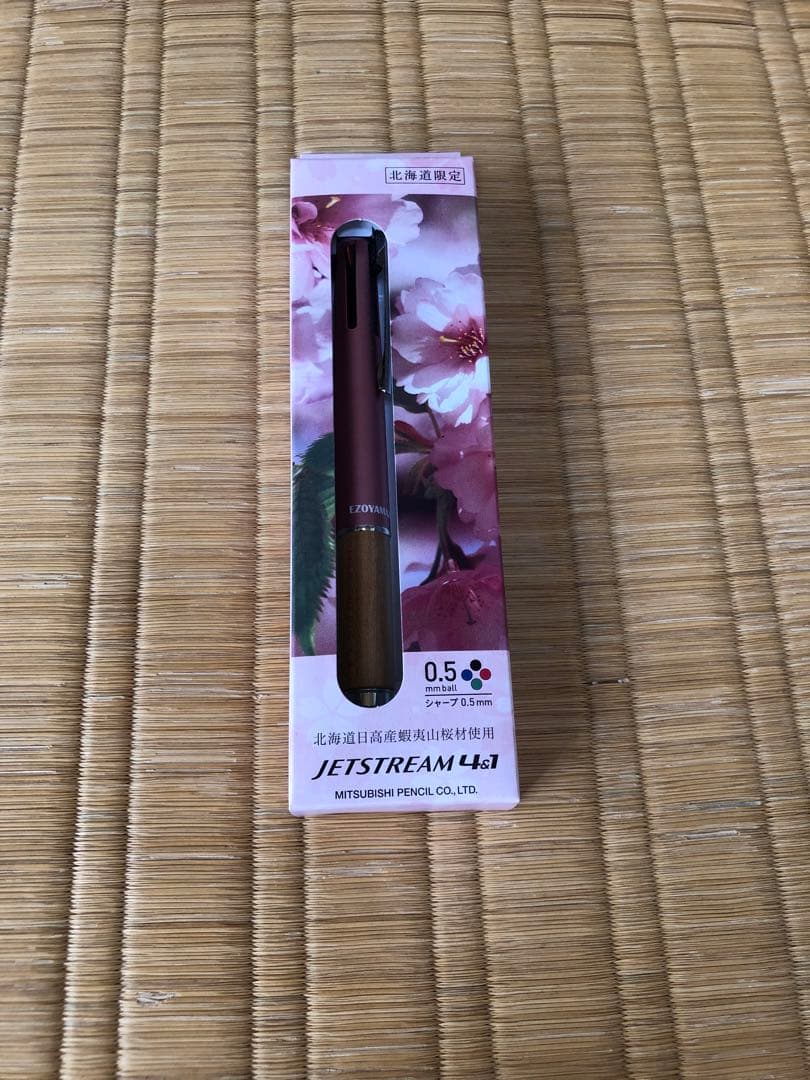 北海道限定
EZOYAMA
0.5
mm ball
シャープ 0.5mm
北海道日高産蝦夷山桜材使用
JETSTREAM 4&1
MITSUBISHI PENCIL CO., LTD.